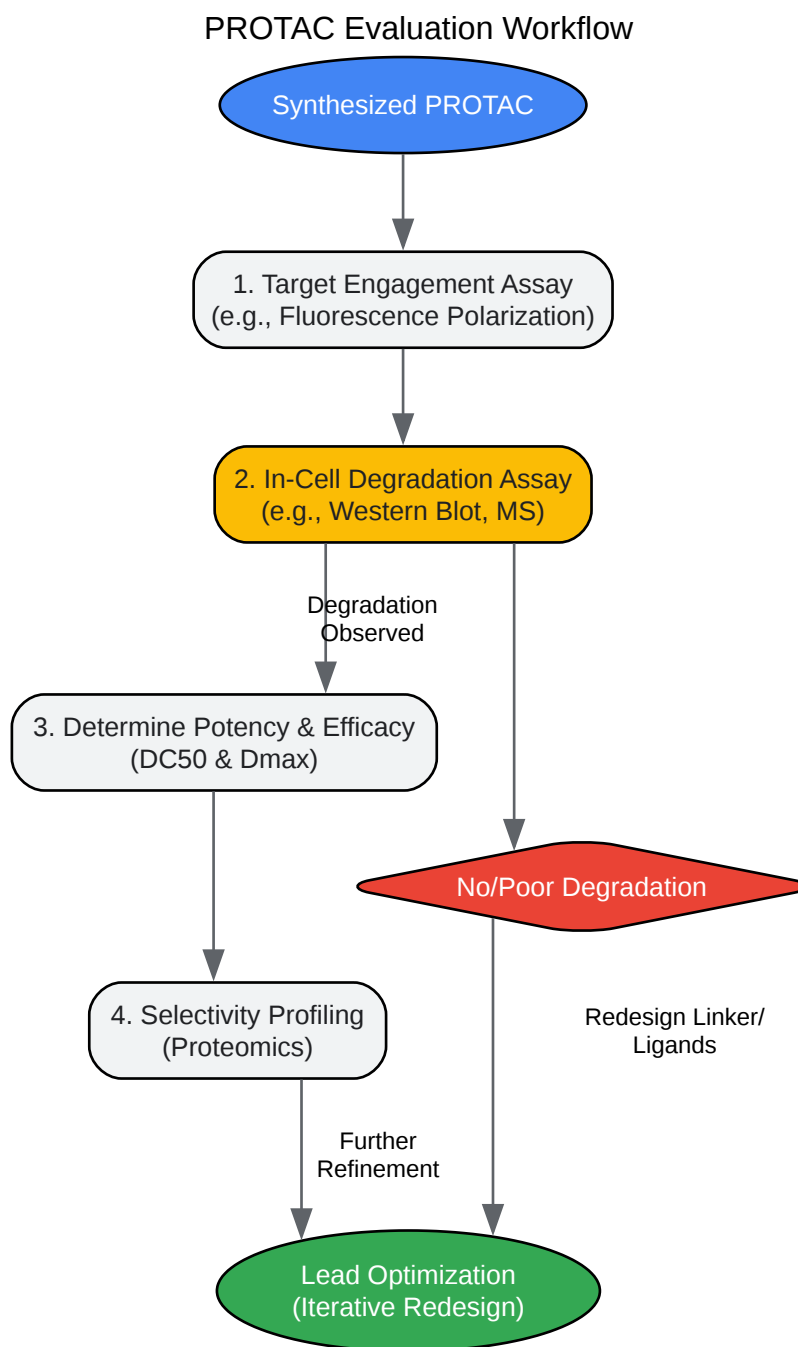 PROTAC Evaluation Workflow
Synthesized PROTAC
1. Target Engagement Assay
(e.g., Fluorescence Polarization)
2. In-Cell Degradation Assay
(e.g., Western Blot, MS)
Degradation
Observed
3. Determine Potency & Efficacy
(DC50 & Dmax)
No/Poor Degradation
4. Selectivity Profiling
(Proteomics)
Redesign Linker/
Ligands
Further
Refinement
Lead Optimization
(Iterative Redesign)